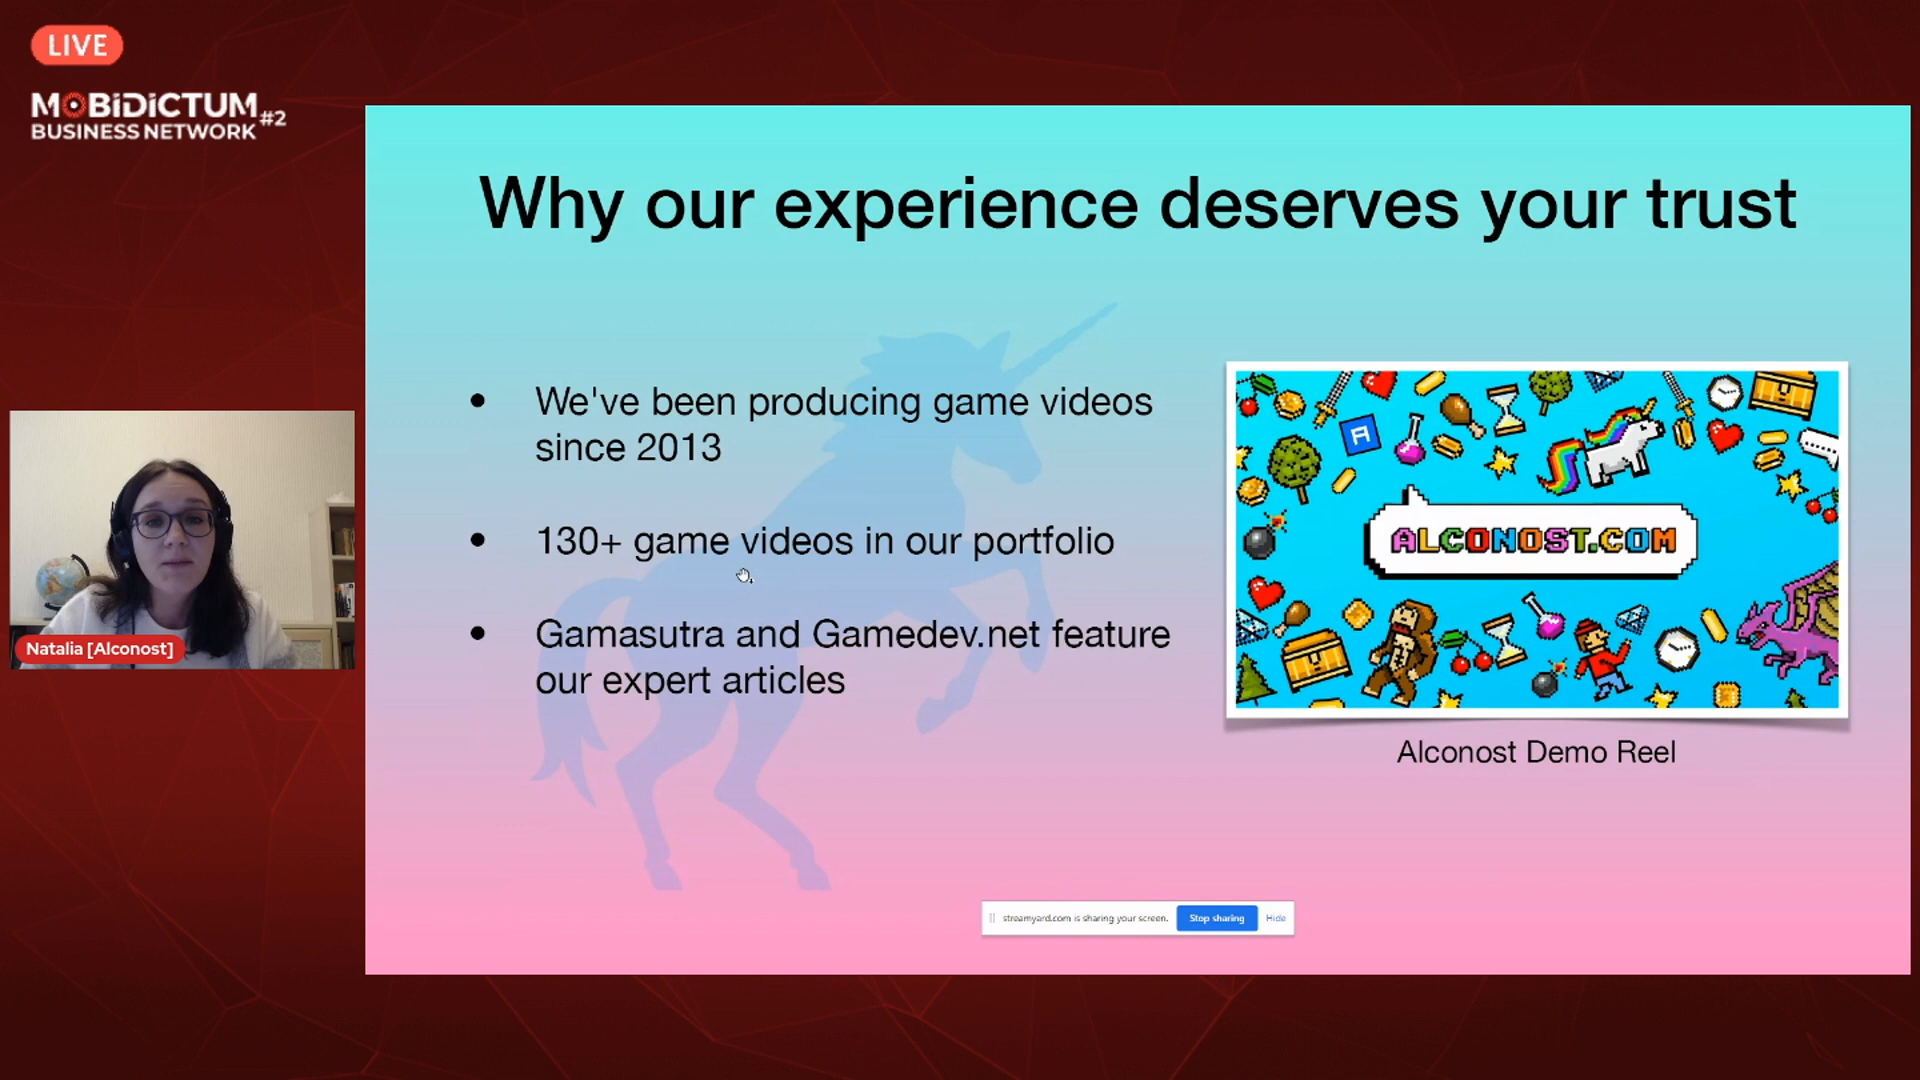 LIVE
MOBIDICTUM
BUSINESS NETWORK #2
Why our experience deserves your trust
• We've been producing game videos
since 2013
• 130+ game videos in our portfolio
• Gamasutra and Gamedev.net feature
our expert articles
A
ALCONOST.COM
Alconost Demo Reel
Natalia [Alconost]
streamyard.com is sharing your screen. Stop sharing Hide